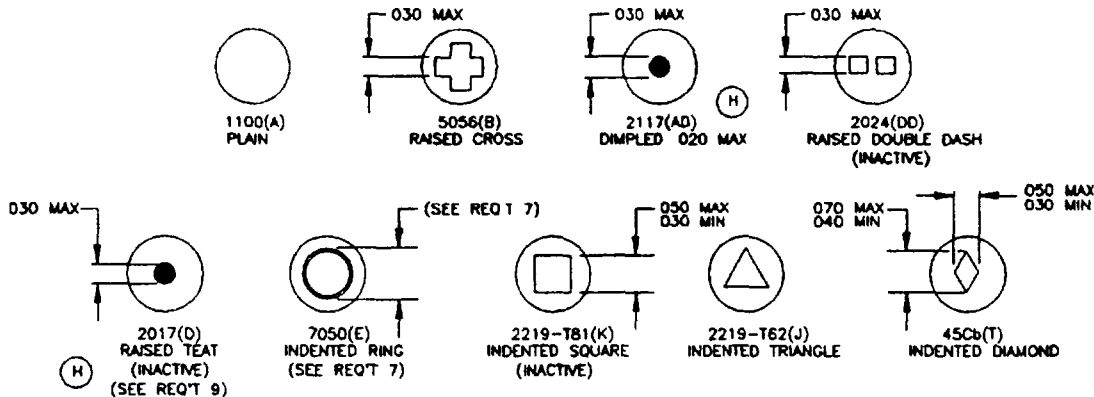 030 MAX
030 MAX
030 MAX
H
1100(A)
PLAIN
5056(B)
RAISED CROSS
2117(AD)
DIMPLED 020 MAX
2024(DD)
RAISED DOUBLE DASH
(INACTIVE)
030 MAX
(SEE REQ'T 7)
050 MAX
030 MIN
070 MAX
040 MIN
050 MAX
030 MIN
2017(D)
RAISED TEAT
(INACTIVE)
(SEE REQ'T 9)
H
7050(E)
INDENTED RING
(SEE REQ'T 7)
2219-T81(K)
INDENTED SQUARE
(INACTIVE)
2219-T62(J)
INDENTED TRIANGLE
45Cb(T)
INDENTED DIAMOND